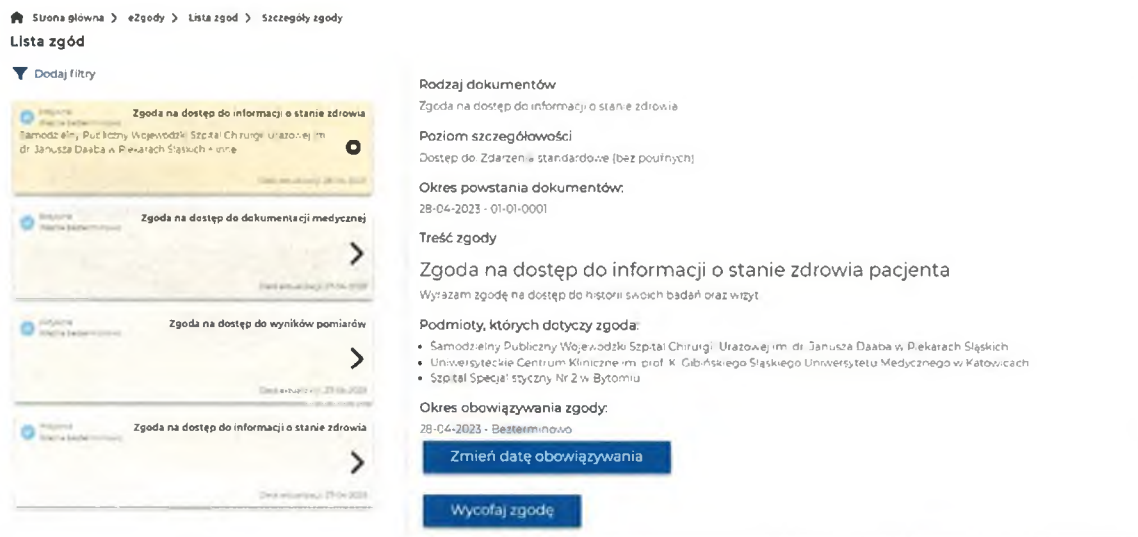 Strona główna > eZgody > Lista zgód > Szczegóły zgody
Lista zgód
Dodaj filtry
Zgoda na dostęp do informacji o stanie zdrowia
Samodzielny Publiczny Wojewódzki Szpital Chirurgii Urazowej im.
dr Janusza Daaba w Piekarach Śląskich + inne
Zgoda na dostęp do dokumentacji medycznej
Zgoda na dostęp do wyników pomiarów
Zgoda na dostęp do informacji o stanie zdrowia
Rodzaj dokumentów
Zgoda na dostęp do informacji o stanie zdrowia
Poziom szczegółowości
Dostęp do: Zdarzenia standardowe (bez poufnych)
Okres powstania dokumentów:
28-04-2023 - 01-01-0001
Treść zgody
Zgoda na dostęp do informacji o stanie zdrowia pacjenta
Wyrażam zgodę na dostęp do historii swoich badań oraz wizyt
Podmioty, których dotyczy zgoda:
• Samodzielny Publiczny Wojewódzki Szpital Chirurgii Urazowej im. dr. Janusza Daaba w Piekarach Śląskich
• Uniwersyteckie Centrum Kliniczne im. prof. K. Gibińskiego Śląskiego Uniwersytetu Medycznego w Katowicach
• Szpital Specjalistyczny Nr 2 w Bytomiu
Okres obowiązywania zgody:
28-04-2023 - Bezterminowo
Zmień datę obowiązywania
Wycofaj zgodę